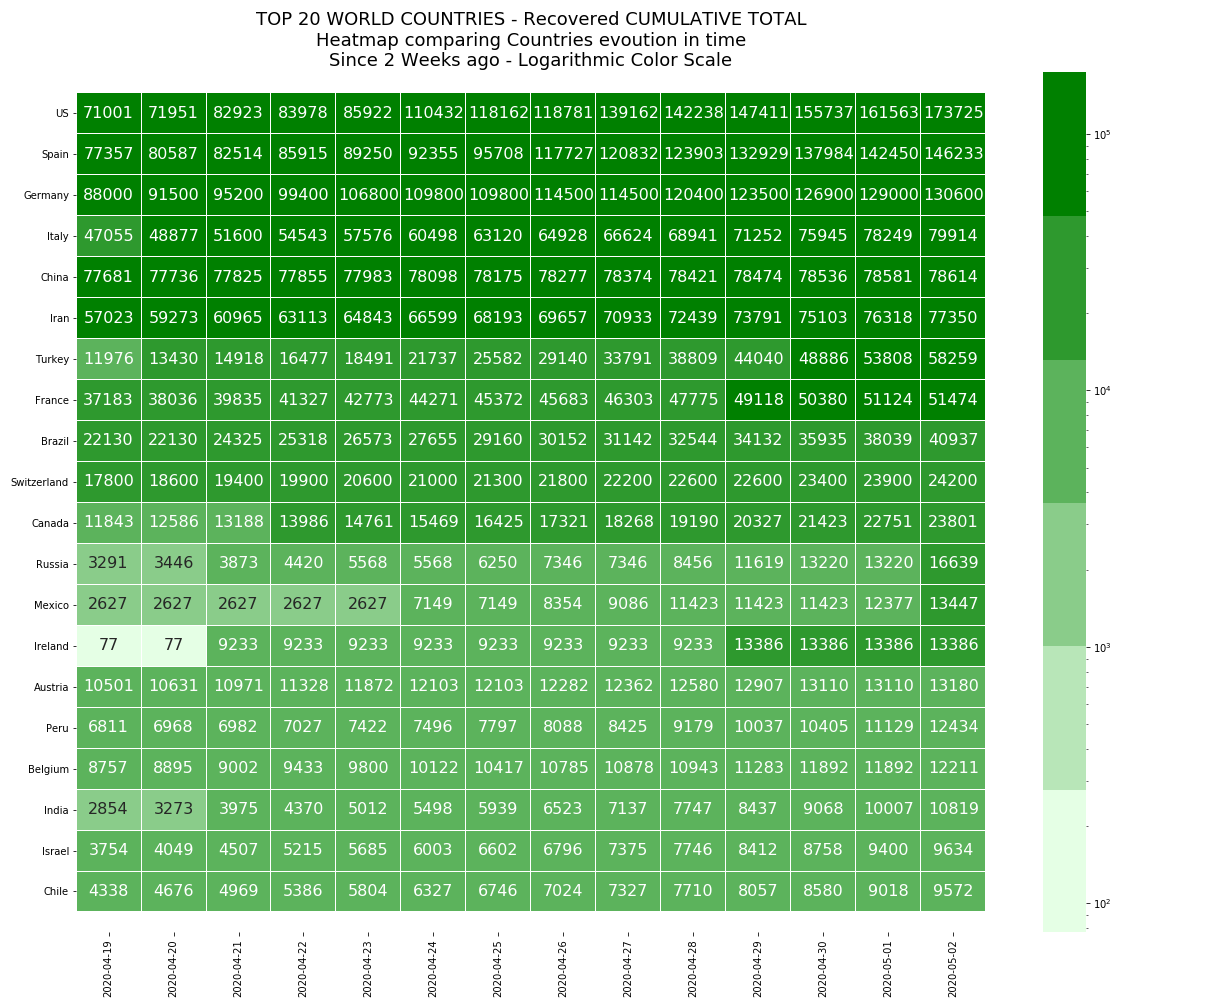 TOP 20 WORLD COUNTRIES - Recovered CUMULATIVE TOTAL
Heatmap comparing Countries evoution in time
Since 2 Weeks ago - Logarithmic Color Scale
US 71001 71951 82923 83978 85922 110432 118162 118781 139162 142238 147411 155737 161563 173725
Spain 77357 80587 82514 85915 89250 92355 95708 117727 120832 123903 132929 137984 142450 146233
Germany 88000 91500 95200 99400 106800 109800 109800 114500 114500 120400 123500 126900 129000 130600
Italy 47055 48877 51600 54543 57576 60498 63120 64928 66624 68941 71252 75945 78249 79914
China 77681 77736 77825 77855 77983 78098 78175 78277 78374 78421 78474 78536 78581 78614
Iran 57023 59273 60965 63113 64843 66599 68193 69657 70933 72439 73791 75103 76318 77350
Turkey 11976 13430 14918 16477 18491 21737 25582 29140 33791 38809 44040 48886 53808 58259
France 37183 38036 39835 41327 42773 44271 45372 45683 46303 47775 49118 50380 51124 51474
Brazil 22130 22130 24325 25318 26573 27655 29160 30152 31142 32544 34132 35935 38039 40937
Switzerland 17800 18600 19400 19900 20600 21000 21300 21800 22200 22600 22600 23400 23900 24200
Canada 11843 12586 13188 13986 14761 15469 16425 17321 18268 19190 20327 21423 22751 23801
Russia 3291 3446 3873 4420 5568 5568 6250 7346 7346 8456 11619 13220 13220 16639
Mexico 2627 2627 2627 2627 2627 7149 7149 8354 9086 11423 11423 11423 12377 13447
Ireland 77 77 9233 9233 9233 9233 9233 9233 9233 9233 13386 13386 13386 13386
Austria 10501 10631 10971 11328 11872 12103 12103 12282 12362 12580 12907 13110 13110 13180
Peru 6811 6968 6982 7027 7422 7496 7797 8088 8425 9179 10037 10405 11129 12434
Belgium 8757 8895 9002 9433 9800 10122 10417 10785 10878 10943 11283 11892 11892 12211
India 2854 3273 3975 4370 5012 5498 5939 6523 7137 7747 8437 9068 10007 10819
Israel 3754 4049 4507 5215 5685 6003 6602 6796 7375 7746 8412 8758 9400 9634
Chile 4338 4676 4969 5386 5804 6327 6746 7024 7327 7710 8057 8580 9018 9572
2020-04-19 2020-04-20 2020-04-21 2020-04-22 2020-04-23 2020-04-24 2020-04-25 2020-04-26 2020-04-27 2020-04-28 2020-04-29 2020-04-30 2020-05-01 2020-05-02
10⁵
10⁴
10³
10²